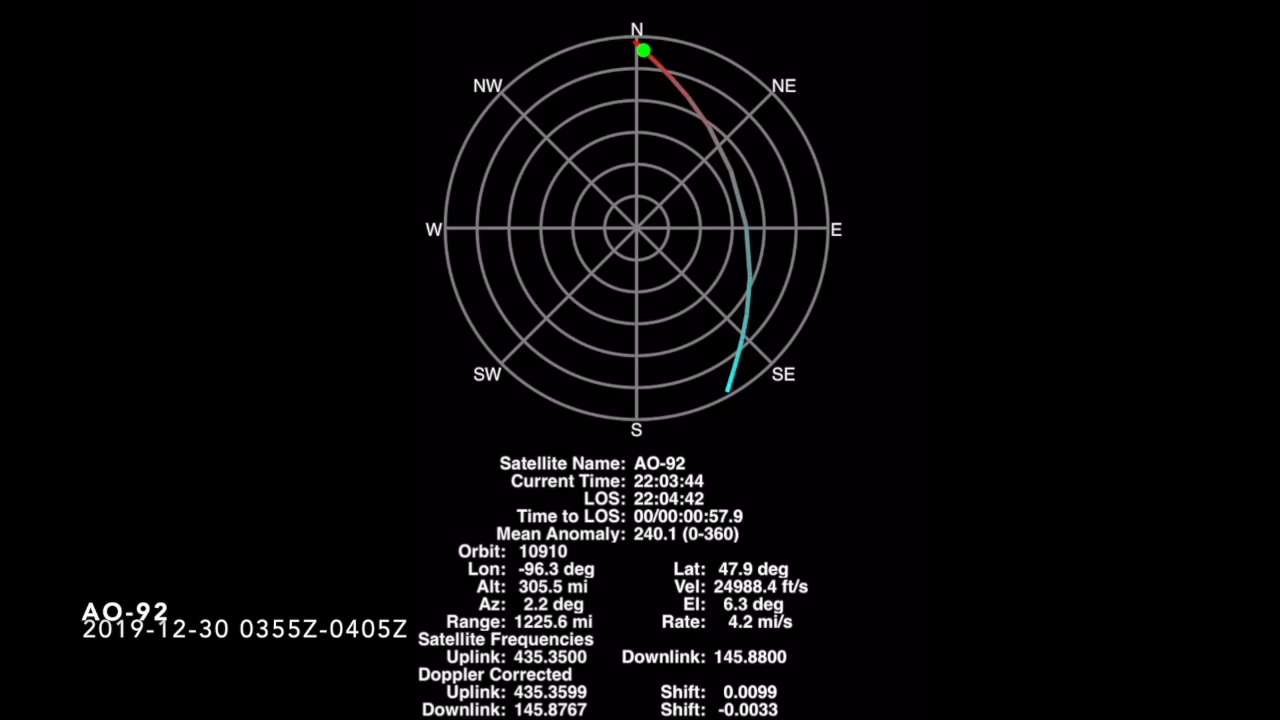 N
NW NE
W E
SW SE
S
Satellite Name: AO-92
Current Time: 22:03:44
LOS: 22:04:42
Time to LOS: 00/00:00:57.9
Mean Anomaly: 240.1 (0-360)
Orbit: 10910
Lon: -96.3 deg Lat: 47.9 deg
Alt: 305.5 mi Vel: 24988.4 ft/s
Az: 2.2 deg El: 6.3 deg
Range: 1225.6 mi Rate: 4.2 mi/s
Satellite Frequencies
Uplink: 435.3500 Downlink: 145.8800
Doppler Corrected
Uplink: 435.3599 Shift: 0.0099
Downlink: 145.8767 Shift: -0.0033
AO-92
2019-12-30 0355Z-0405Z